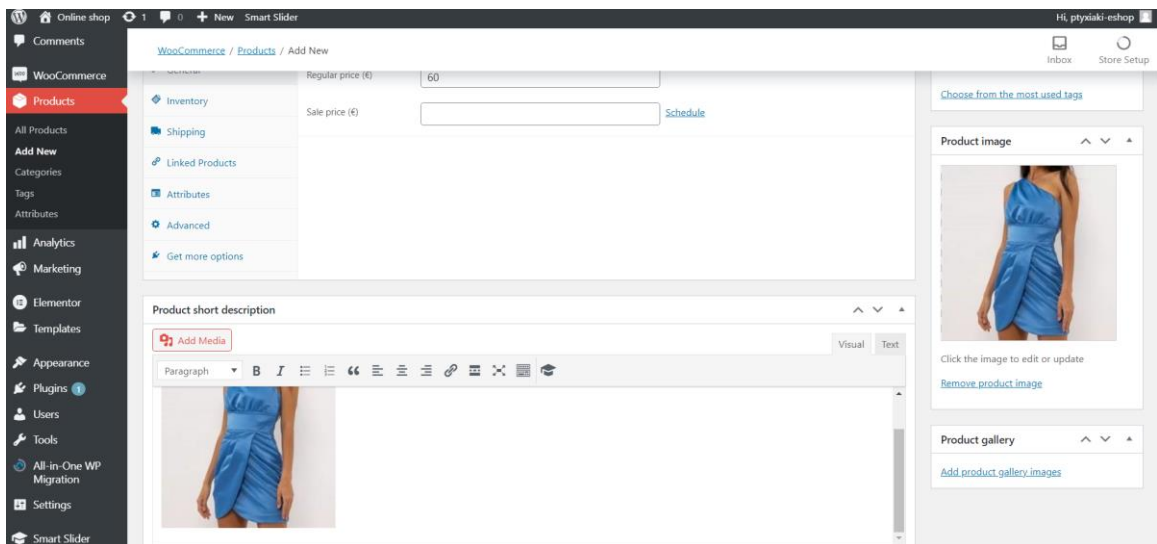 Online shop 1 0 New Smart Slider Hi, ptyxiaki-eshop
Comments
WooCommerce
Products
All Products
Add New
Categories
Tags
Attributes
Analytics
Marketing
Elementor
Templates
Appearance
Plugins 1
Users
Tools
All-in-One WP
Migration
Settings
Smart Slider
WooCommerce / Products / Add New
Inbox
Store Setup
General
Inventory
Shipping
Linked Products
Attributes
Advanced
Get more options
Regular price (€) 60
Sale price (€) Schedule
Product short description
Add Media
Visual Text
Paragraph B I
Choose from the most used tags
Product image
Click the image to edit or update
Remove product image
Product gallery
Add product gallery images